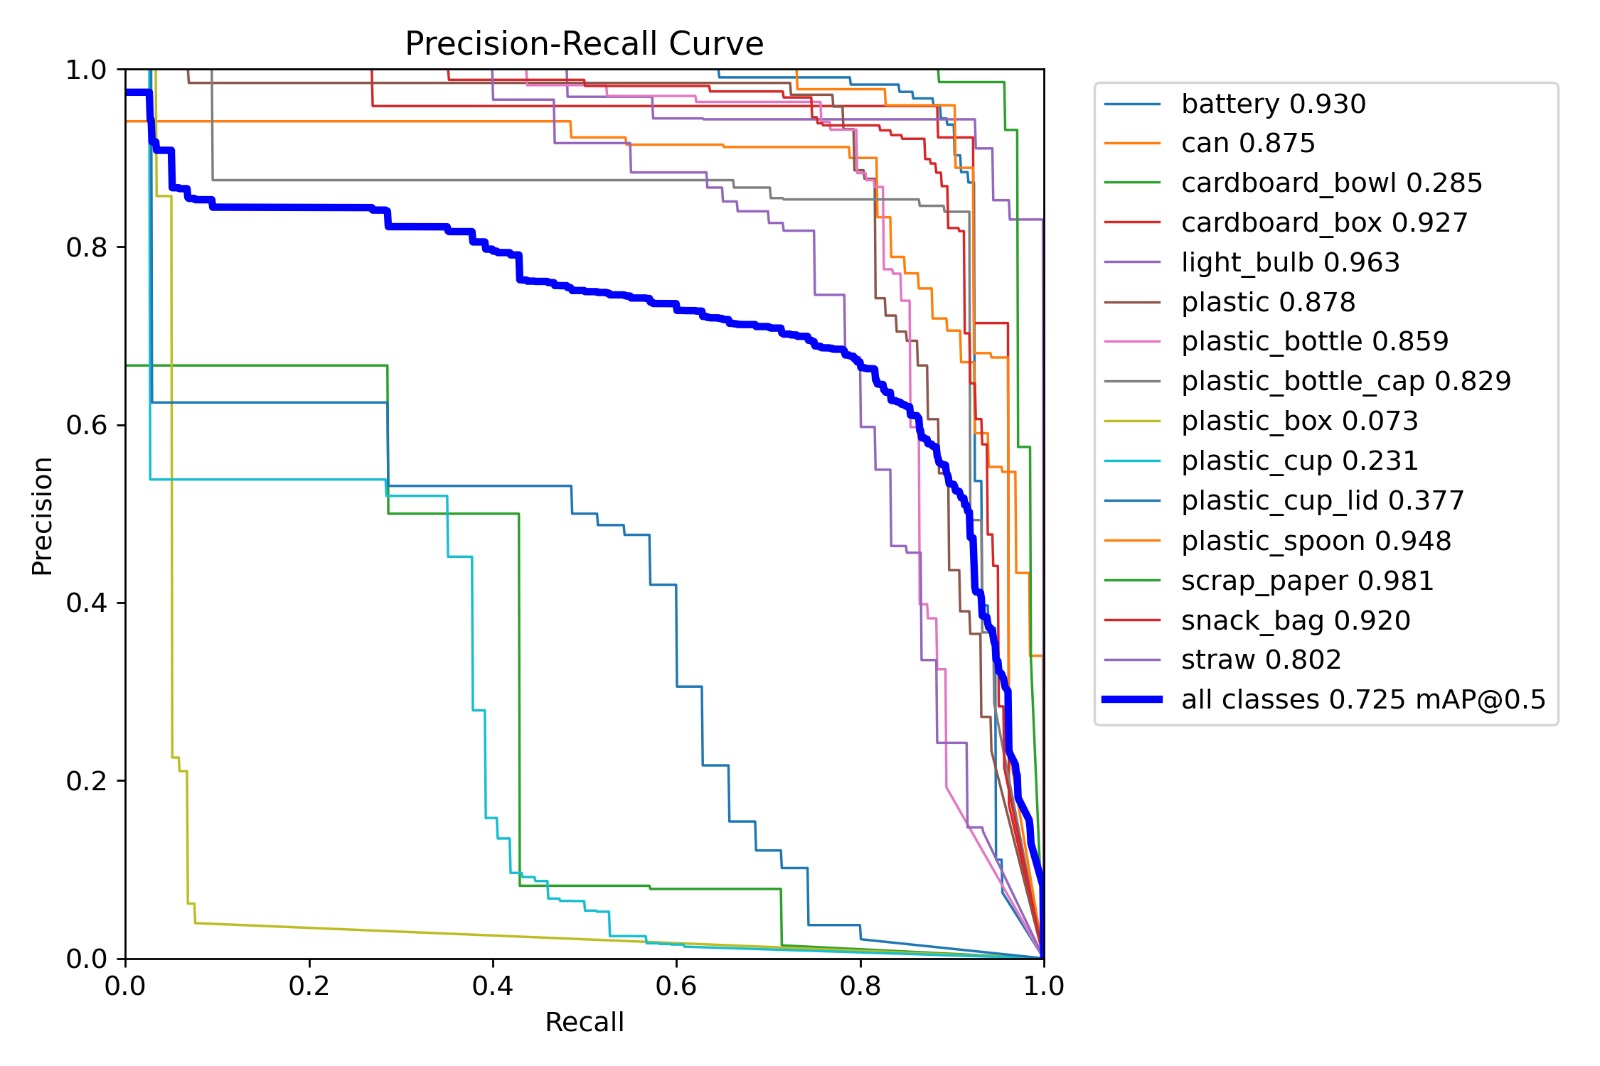 Precision-Recall Curve
1.0
0.8
0.6
0.4
0.2
0.0
Precision
0.0 0.2 0.4 0.6 0.8 1.0
Recall
battery 0.930
can 0.875
cardboard_bowl 0.285
cardboard_box 0.927
light_bulb 0.963
plastic 0.878
plastic_bottle 0.859
plastic_bottle_cap 0.829
plastic_box 0.073
plastic_cup 0.231
plastic_cup_lid 0.377
plastic_spoon 0.948
scrap_paper 0.981
snack_bag 0.920
straw 0.802
all classes 0.725 mAP@0.5